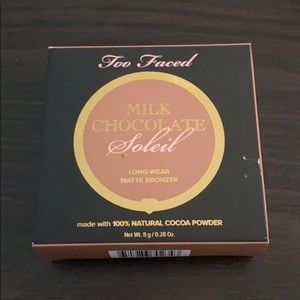 Too Faced
MILK
CHOCOLATE
Soleil
LONG-WEAR
MATTE BRONZER
made with 100% NATURAL COCOA POWDER
Net Wt. 8 g / 0.28 Oz.